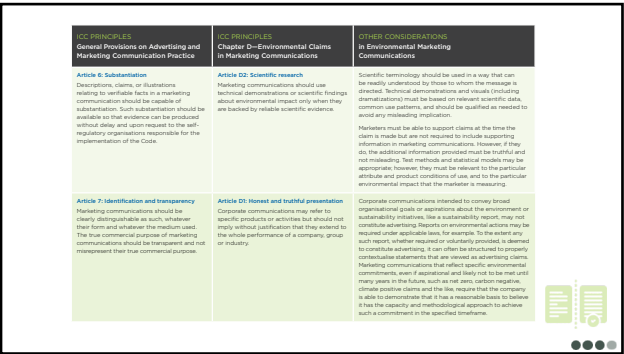 ICC PRINCIPLES
General Provisions on Advertising and
Marketing Communication Practice
ICC PRINCIPLES
Chapter D—Environmental Claims
in Marketing Communications
OTHER CONSIDERATIONS
in Environmental Marketing
Communications
Article 6: Substantiation
Descriptions, claims, or illustrations
relating to verifiable facts in a marketing
communication should be capable of
substantiation. Such substantiation should be
available so that evidence can be produced
without delay and upon request to the self-
regulatory organisations responsible for the
implementation of the Code.
Article D2: Scientific research
Marketing communications should use
technical demonstrations or scientific findings
about environmental impact only when they
are backed by reliable scientific evidence.
Scientific terminology should be used in a way that can
be readily understood by those to whom the message is
directed. Technical demonstrations and visuals (including
dramatizations) must be based on relevant scientific data,
common use patterns, and should be qualified as needed to
avoid any misleading implication.
Marketers must be able to support claims at the time the
claim is made but are not required to include supporting
information in marketing communications. However, if they
do, the additional information provided must be truthful and
not misleading. Test methods and statistical models may be
appropriate; however, they must be relevant to the particular
attribute and product conditions of use, and to the particular
environmental impact that the marketer is measuring.
Article 7: Identification and transparency
Marketing communications should be
clearly distinguishable as such, whatever
their form and whatever the medium used.
The true commercial purpose of marketing
communications should be transparent and not
misrepresent their true commercial purpose.
Article D1: Honest and truthful presentation
Corporate communications may refer to
specific products or activities but should not
imply without justification that they extend to
the whole performance of a company, group
or industry.
Corporate communications intended to convey broad
organisational goals or aspirations about the environment or
sustainability initiatives, like a sustainability report, may not
constitute advertising. Reports on environmental actions may be
required under applicable laws, for example. To the extent any
such report, whether required or voluntarily provided, is deemed
to constitute advertising, it can often be structured to properly
contextualise statements that are viewed as advertising claims.
Marketing communications that reflect specific environmental
commitments, even if aspirational and likely not to be met until
many years in the future, such as net zero, carbon negative,
climate positive claims and the like, require that the company
is able to demonstrate that it has a reasonable basis to believe
it has the capacity and methodological approach to achieve
such a commitment in the specified timeframe.